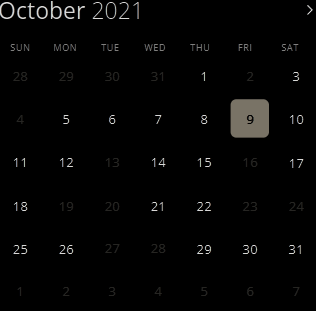 October 2021
SUN MON TUE WED THU FRI SAT
28 29 30 31 1 2 3
4 5 6 7 8 9 10
11 12 13 14 15 16 17
18 19 20 21 22 23 24
25 26 27 28 29 30 31
1 2 3 4 5 6 7